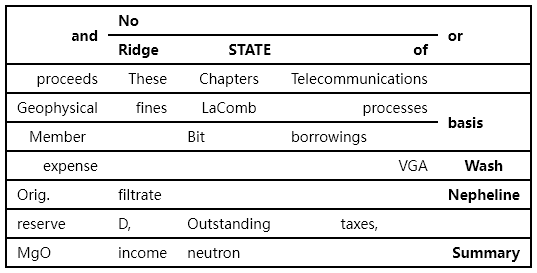 and No or
Ridge STATE of
proceeds These Chapters Telecommunications
Geophysical fines LaComb processes basis
Member Bit borrowings
expense VGA Wash
Orig. filtrate Nepheline
reserve D, Outstanding taxes,
MgO income neutron Summary